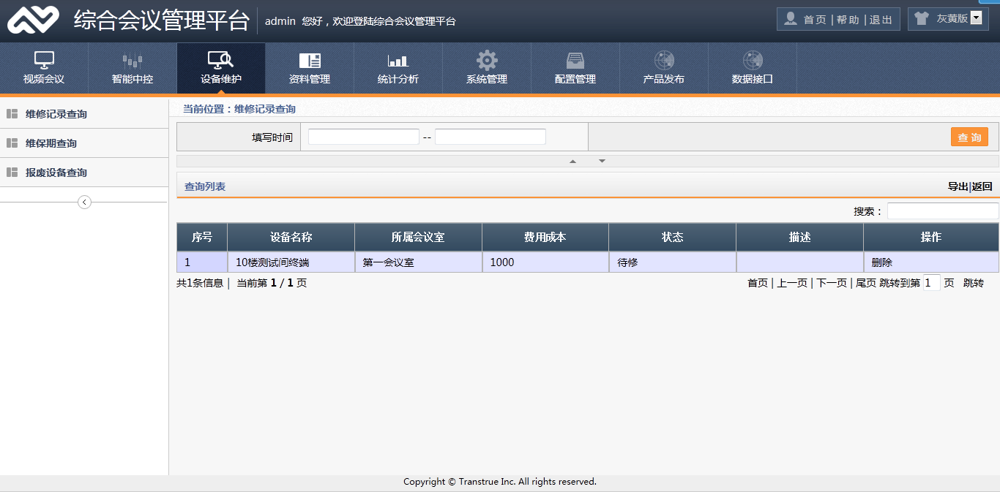 综合会议管理平台
admin 您好，欢迎登陆综合会议管理平台
首页 | 帮助 | 退出
灰黄版
视频会议 智能中控 设备维护 资料管理 统计分析 系统管理 配置管理 产品发布 数据接口
维修记录查询
维保期查询
报废设备查询
当前位置：维修记录查询
填写时间 -- 查 询
查询列表 导出|返回
搜索：
序号 设备名称 所属会议室 费用成本 状态 描述 操作
1 10楼测试间终端 第一会议室 1000 待修 删除
共1条信息 | 当前第 1 / 1 页 首页 | 上一页 | 下一页 | 尾页 跳转到第 1 页 跳转
Copyright © Transtrue Inc. All rights reserved.